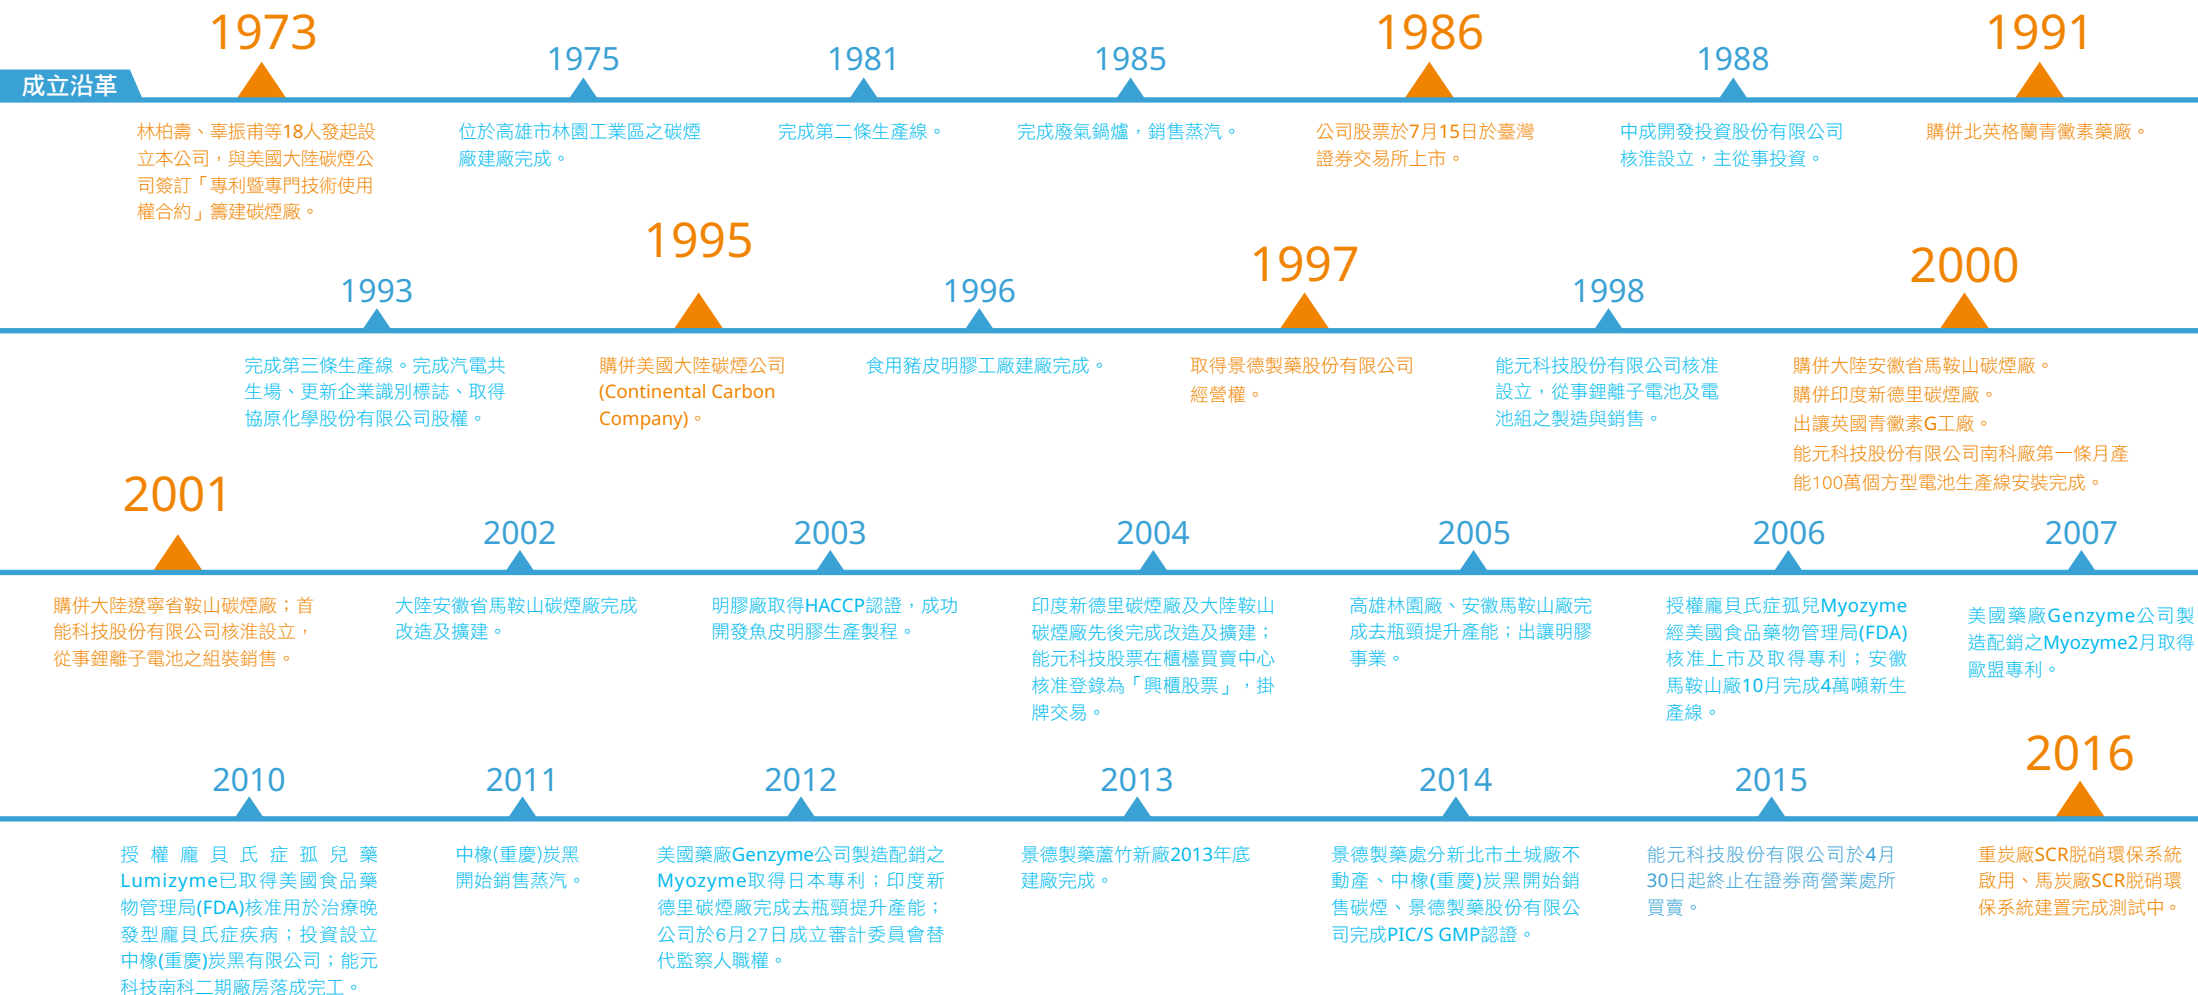 成立沿革
1973
林柏壽、辜振甫等18人發起設
立本公司，與美國大陸碳煙公
司簽訂「專利暨專門技術使用
權合約」籌建碳煙廠。
1975
位於高雄市林園工業區之碳煙
廠建廠完成。
1981
完成第二條生產線。
1985
完成廢氣鍋爐，銷售蒸汽。
1986
公司股票於7月15日於臺灣
證券交易所上市。
1988
中成開發投資股份有限公司
核准設立，主從事投資。
1991
購併北英格蘭青黴素藥廠。
1993
完成第三條生產線。完成汽電共
生場、更新企業識別標誌、取得
協原化學股份有限公司股權。
1995
購併美國大陸碳煙公司
(Continental Carbon
Company)。
1996
食用豬皮明膠工廠建廠完成。
1997
取得景德製藥股份有限公司
經營權。
1998
能元科技股份有限公司核准
設立，從事鋰離子電池及電
池組之製造與銷售。
2000
購併大陸安徽省馬鞍山碳煙廠。
購併印度新德里碳煙廠。
出讓英國青黴素G工廠。
能元科技股份有限公司南科廠第一條月產
能100萬個方型電池生產線安裝完成。
2001
購併大陸遼寧省鞍山碳煙廠；首
能科技股份有限公司核准設立，
從事鋰離子電池之組裝銷售。
2002
大陸安徽省馬鞍山碳煙廠完成
改造及擴建。
2003
明膠廠取得HACCP認證，成功
開發魚皮明膠生產製程。
2004
印度新德里碳煙廠及大陸鞍山
碳煙廠先後完成改造及擴建；
能元科技股票在櫃檯買賣中心
核准登錄為「興櫃股票」，掛
牌交易。
2005
高雄林園廠、安徽馬鞍山廠完
成去瓶頸提升產能；出讓明膠
事業。
2006
授權龐貝氏症孤兒Myozyme
經美國食品藥物管理局(FDA)
核准上市及取得專利；安徽
馬鞍山廠10月完成4萬噸新生
產線。
2007
美國藥廠Genzyme公司製
造配銷之Myozyme2月取得
歐盟專利。
2010
授權龐貝氏症孤兒藥
Lumizyme已取得美國食品藥
物管理局(FDA)核准用於治療晚
發型龐貝氏症疾病；投資設立
中橡(重慶)炭黑有限公司；能元
科技南科二期廠房落成完工。
2011
中橡(重慶)炭黑
開始銷售蒸汽。
2012
美國藥廠Genzyme公司製造配銷之
Myozyme取得日本專利；印度新
德里碳煙廠完成去瓶頸提升產能；
公司於6月27日成立審計委員會替
代監察人職權。
2013
景德製藥蘆竹新廠2013年底
建廠完成。
2014
景德製藥處分新北市土城廠不
動產、中橡(重慶)炭黑開始銷
售碳煙、景德製藥股份有限公
司完成PIC/S GMP認證。
2015
能元科技股份有限公司於4月
30日起終止在證券商營業處所
買賣。
2016
重炭廠SCR脱硝環保系統
啟用、馬炭廠SCR脱硝環
保系統建置完成測試中。